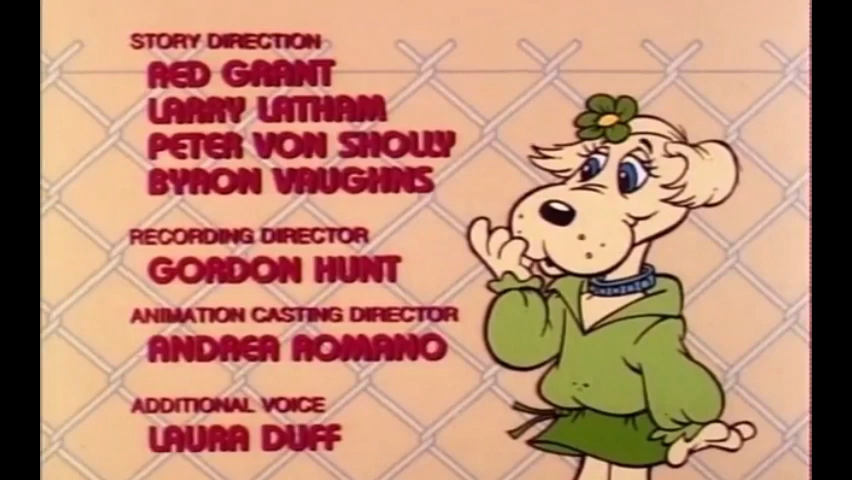 STORY DIRECTION
RED GRANT
LARRY LATHAM
PETER VON SHOLLY
BYRON VAUGHNS
RECORDING DIRECTOR
GORDON HUNT
ANIMATION CASTING DIRECTOR
ANDREA ROMANO
ADDITIONAL VOICE
LAURA DUFF